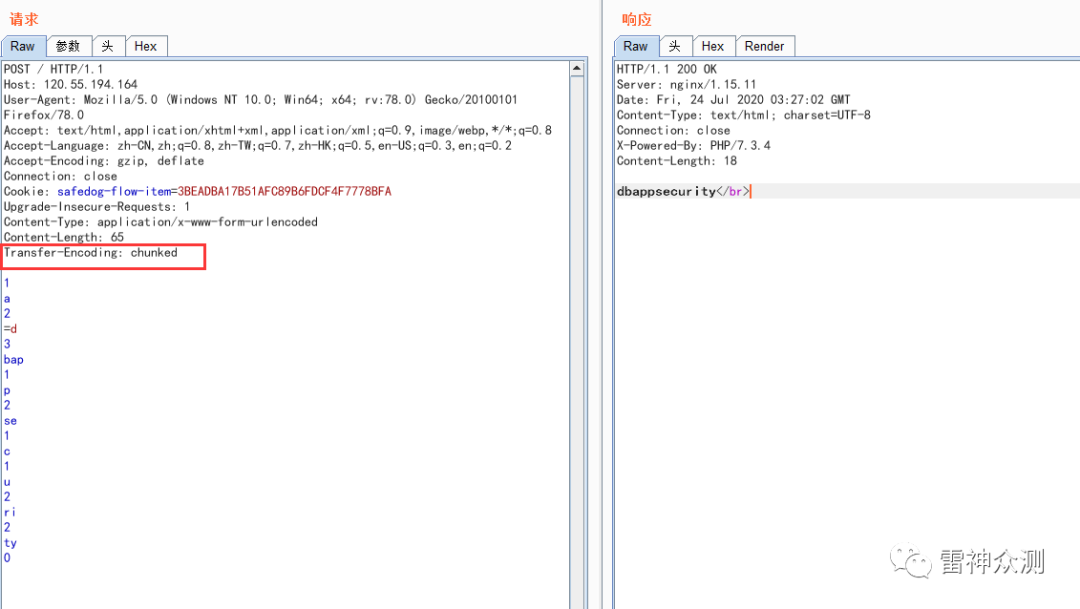 请求
Raw 参数 头 Hex
POST / HTTP/1.1
Host: 120.55.194.164
User-Agent: Mozilla/5.0 (Windows NT 10.0; Win64; x64; rv:78.0) Gecko/20100101
Firefox/78.0
Accept: text/html,application/xhtml+xml,application/xml;q=0.9,image/webp,*/*;q=0.8
Accept-Language: zh-CN,zh;q=0.8,zh-TW;q=0.7,zh-HK;q=0.5,en-US;q=0.3,en;q=0.2
Accept-Encoding: gzip, deflate
Connection: close
Cookie: safedog-flow-item=3BEADBA17B51AFC89B6FDCF4F7778BFA
Upgrade-Insecure-Requests: 1
Content-Type: application/x-www-form-urlencoded
Content-Length: 65
Transfer-Encoding: chunked
1
a
2
=d
3
bap
1
p
2
se
1
c
1
u
2
ri
2
ty
0
响应
Raw 头 Hex Render
HTTP/1.1 200 OK
Server: nginx/1.15.11
Date: Fri, 24 Jul 2020 03:27:02 GMT
Content-Type: text/html; charset=UTF-8
Connection: close
X-Powered-By: PHP/7.3.4
Content-Length: 18
dbappsecurity</br>
雷神众测